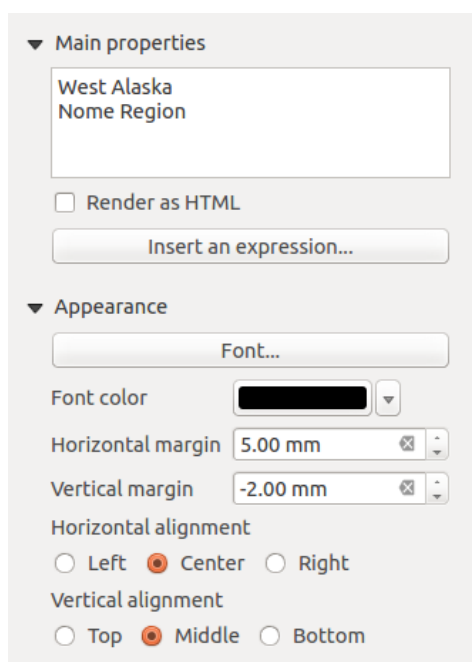 Main properties
West Alaska
Nome Region
Render as HTML
Insert an expression...
Appearance
Font...
Font color
Horizontal margin 5.00 mm
Vertical margin -2.00 mm
Horizontal alignment
Left Center Right
Vertical alignment
Top Middle Bottom